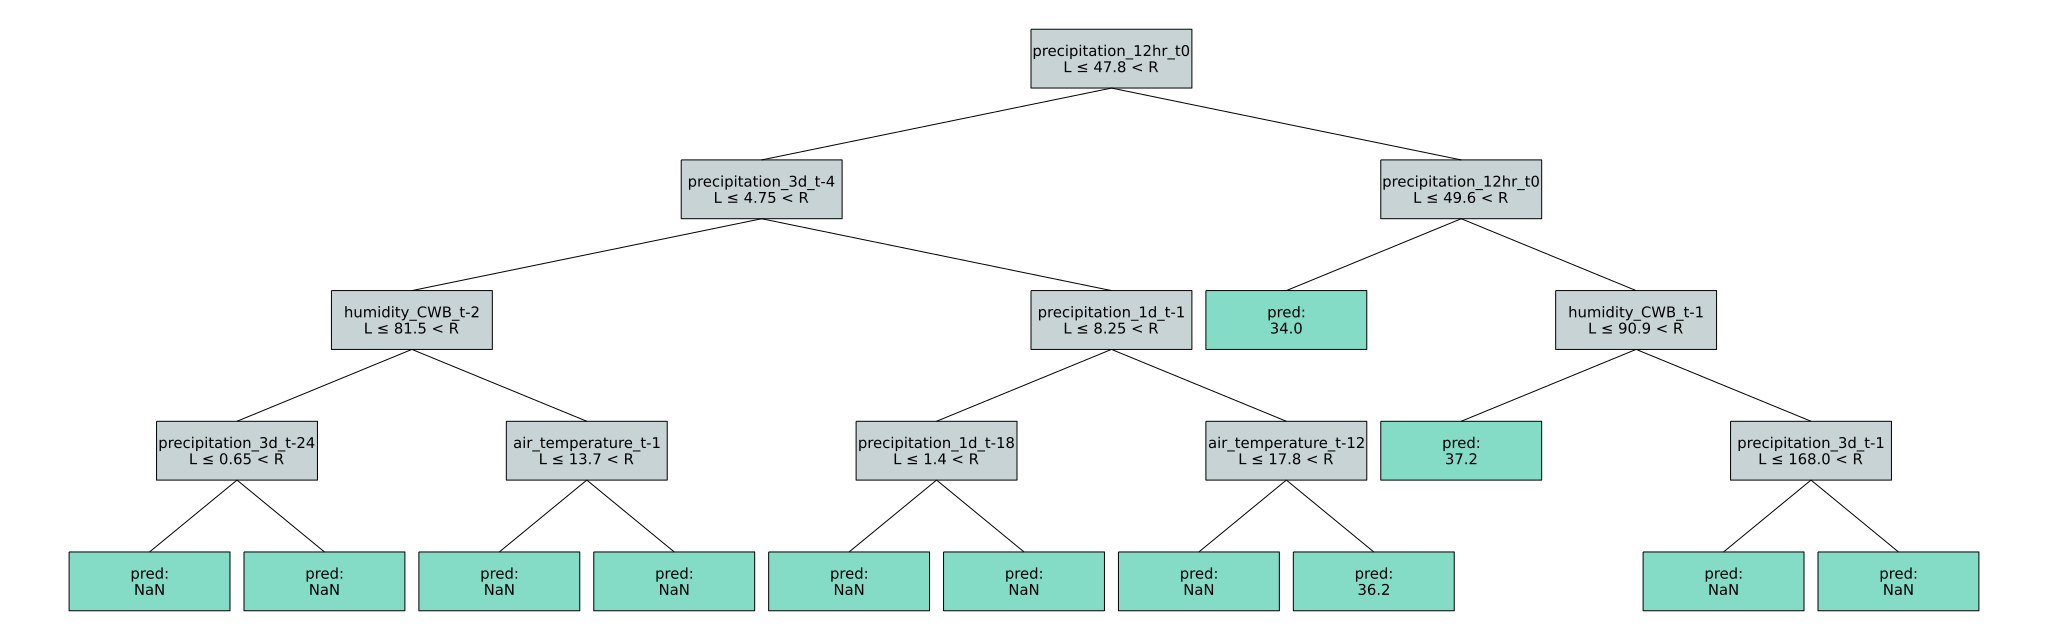 precipitation_12hr_t0
L ≤ 47.8 < R
precipitation_3d_t-4
L ≤ 4.75 < R
precipitation_12hr_t0
L ≤ 49.6 < R
humidity_CWB_t-2
L ≤ 81.5 < R
precipitation_1d_t-1
L ≤ 8.25 < R
pred:
34.0
humidity_CWB_t-1
L ≤ 90.9 < R
precipitation_3d_t-24
L ≤ 0.65 < R
air_temperature_t-1
L ≤ 13.7 < R
precipitation_1d_t-18
L ≤ 1.4 < R
air_temperature_t-12
L ≤ 17.8 < R
pred:
37.2
precipitation_3d_t-1
L ≤ 168.0 < R
pred:
NaN
pred:
NaN
pred:
NaN
pred:
NaN
pred:
NaN
pred:
NaN
pred:
NaN
pred:
36.2
pred:
NaN
pred:
NaN